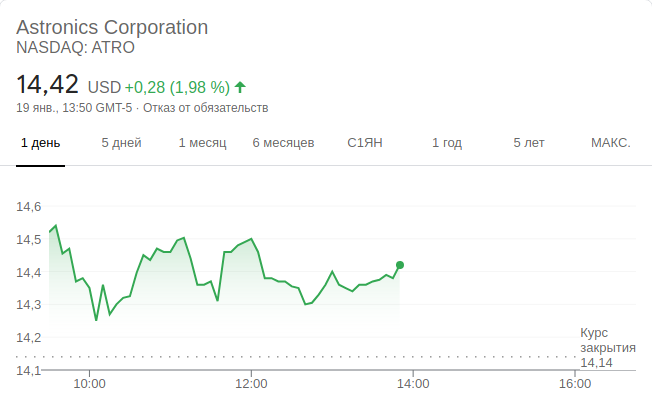 Astronics Corporation
NASDAQ: ATRO
14,42 USD +0,28 (1,98 %)
19 янв., 13:50 GMT-5 · Отказ от обязательств
1 день 5 дней 1 месяц 6 месяцев С1ЯН 1 год 5 лет МАКС.
14,6
14,5
14,4
14,3
14,2
14,1
Курс
закрытия
14,14
10:00 12:00 14:00 16:00